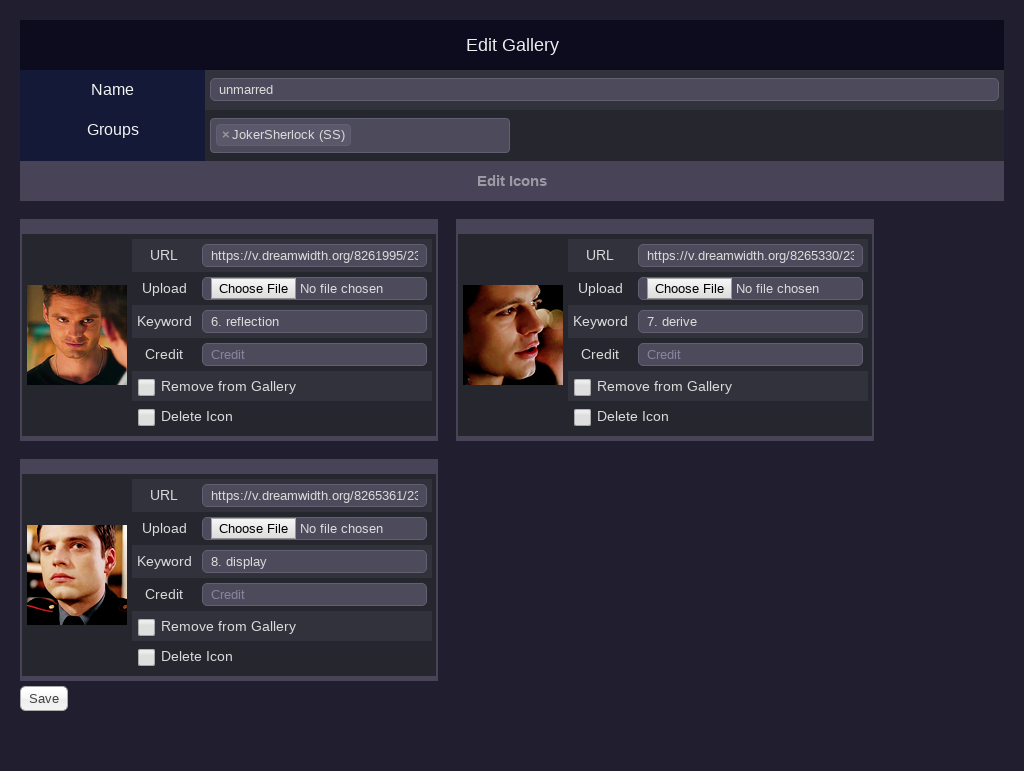 Edit Gallery
Name
unmarred
Groups
×JokerSherlock (SS)
Edit Icons
URL
https://v.dreamwidth.org/8261995/23
Upload
Choose File No file chosen
Keyword
6. reflection
Credit
Credit
Remove from Gallery
Delete Icon
URL
https://v.dreamwidth.org/8265330/23
Upload
Choose File No file chosen
Keyword
7. derive
Credit
Credit
Remove from Gallery
Delete Icon
URL
https://v.dreamwidth.org/8265361/23
Upload
Choose File No file chosen
Keyword
8. display
Credit
Credit
Remove from Gallery
Delete Icon
Save